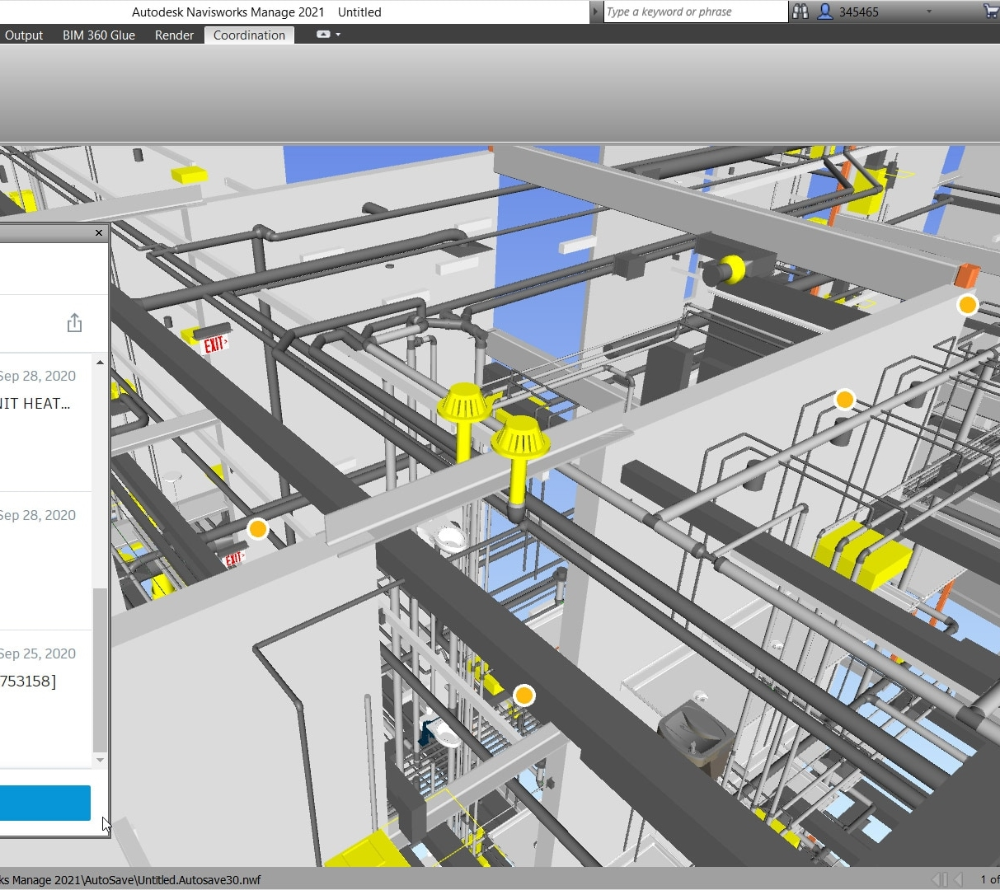 Autodesk Navisworks Manage 2021 Untitled
Type a keyword or phrase
345465
Output BIM 360 Glue Render Coordination
EXIT
Sep 28, 2020
NIT HEAT...
Sep 28, 2020
EXIT
Sep 25, 2020
753158]
ks Manage 2021\AutoSave\Untitled.Autosave30.nwf
1 of